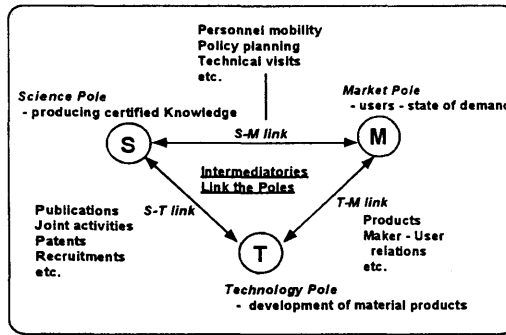 Personnel mobility
Policy planning
Technical visits
etc.
Science Pole
- producing certified Knowledge
Market Pole
- users - state of demand
S
S-M link
M
Intermediatories
Link the Poles
S-T link
T-M link
Publications
Joint activities
Patents
Recruitments
etc.
Products
Maker - User
relations
etc.
T
Technology Pole
- development of material products